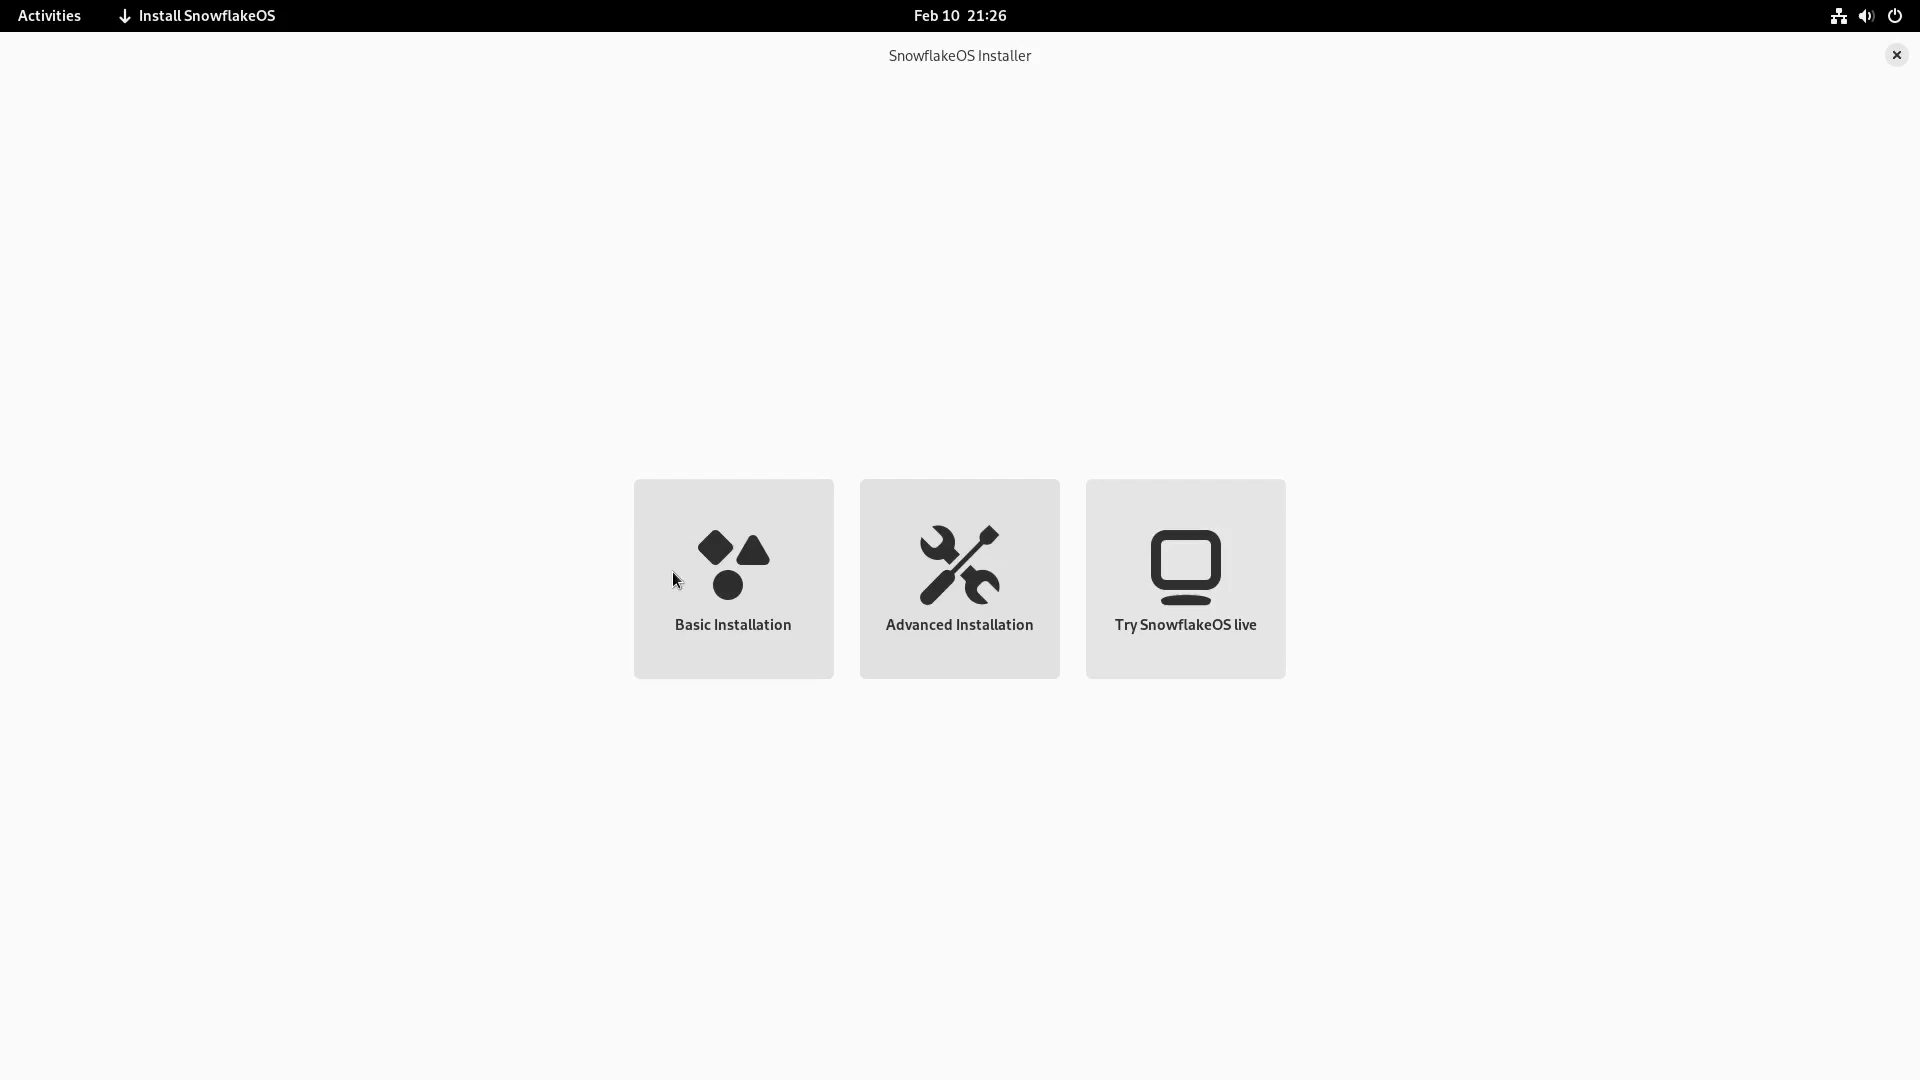 Activities
Install SnowflakeOS
Feb 10 21:26
SnowflakeOS Installer
Basic Installation
Advanced Installation
Try SnowflakeOS live